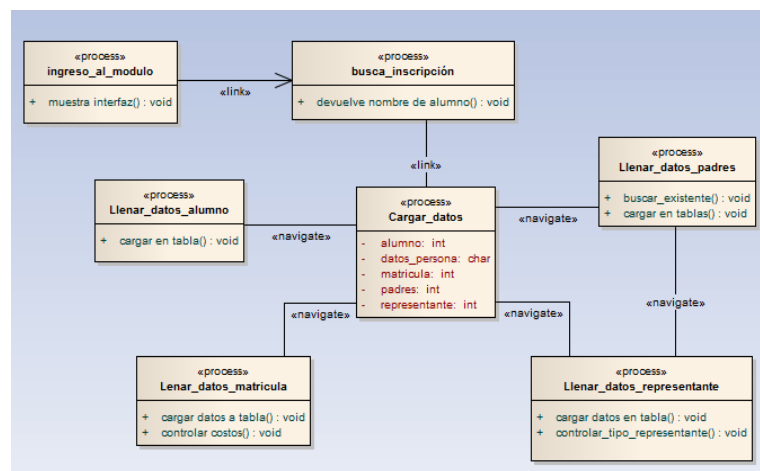 «process»
ingreso_al_modulo
+ muestra interfaz() : void
«link»
«process»
busca_inscripción
+ devuelve nombre de alumno() : void
«link»
«process»
Llenar_datos_padres
+ buscar_existente() : void
+ cargar en tablas() : void
«process»
Llenar_datos_alumno
+ cargar en tabla() : void
«navigate»
«process»
Cargar_datos
- alumno: int
- datos_persona: char
- matricula: int
- padres: int
- representante: int
«navigate»
«navigate»
«navigate»
«navigate»
«process»
Lenar_datos_matricula
+ cargar datos a tabla() : void
+ controlar costos() : void
«process»
Llenar_datos_representante
+ cargar datos en tabla() : void
+ controlar_tipo_representante() : void